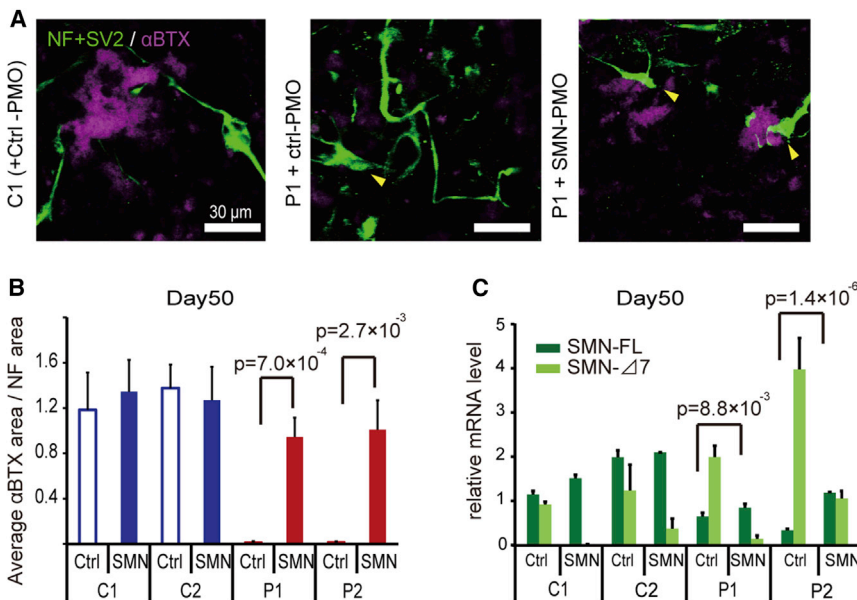 A
NF+SV2 / αBTX
C1 (+Ctrl -PMO)
30 µm
P1 + ctrl-PMO
P1 + SMN-PMO
B
Day50
Average αBTX area / NF area
1.6
1.2
0.8
0.4
p=7.0×10⁻⁴
p=2.7×10⁻³
Ctrl SMN Ctrl SMN Ctrl SMN Ctrl SMN
C1 C2 P1 P2
C
Day50
relative mRNA level
5
4
3
2
1
0
SMN-FL
SMN-⊿7
p=8.8×10⁻³
p=1.4×10⁻⁶
Ctrl SMN Ctrl SMN Ctrl SMN Ctrl SMN
C1 C2 P1 P2